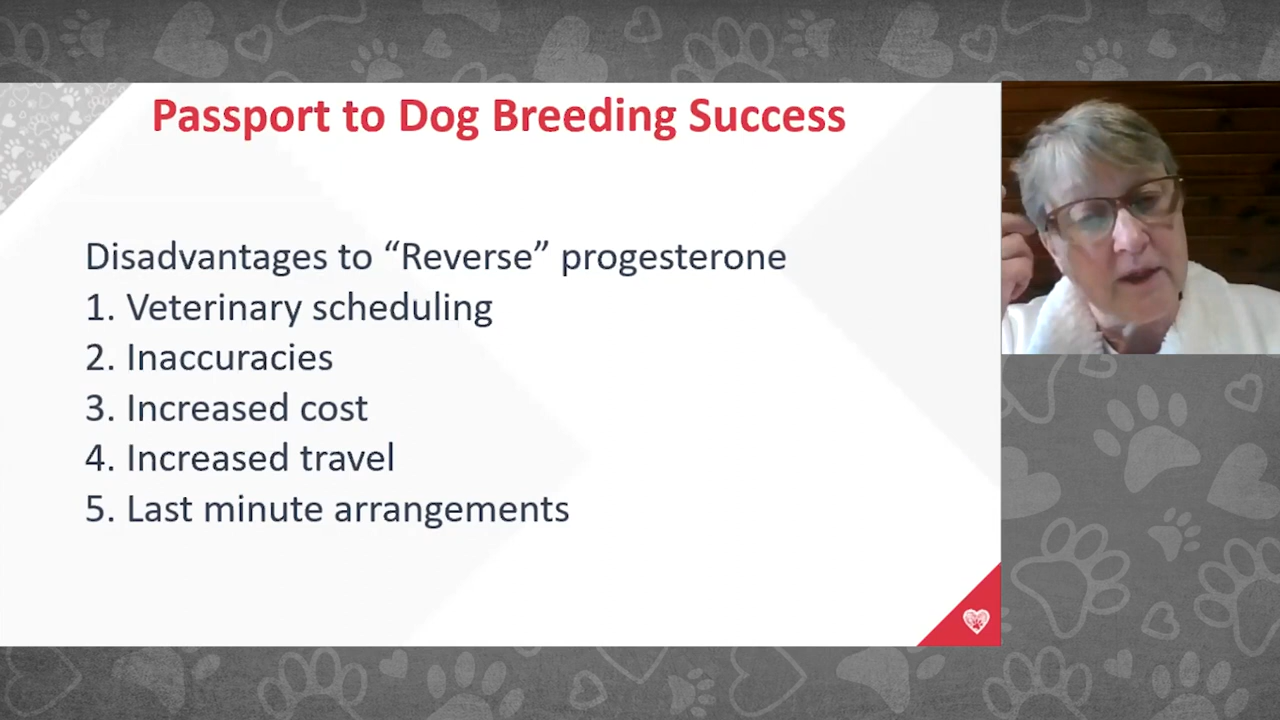 Passport to Dog Breeding Success
Disadvantages to “Reverse” progesterone
1. Veterinary scheduling
2. Inaccuracies
3. Increased cost
4. Increased travel
5. Last minute arrangements